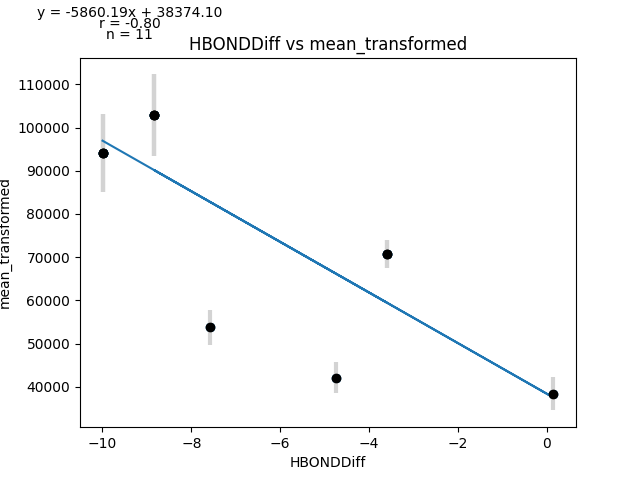 y = -5860.19x + 38374.10
r = -0.80
n = 11
HBONDDiff vs mean_transformed
110000
100000
90000
80000
70000
60000
50000
40000
mean_transformed
−10
−8
−6
−4
−2
0
HBONDDiff